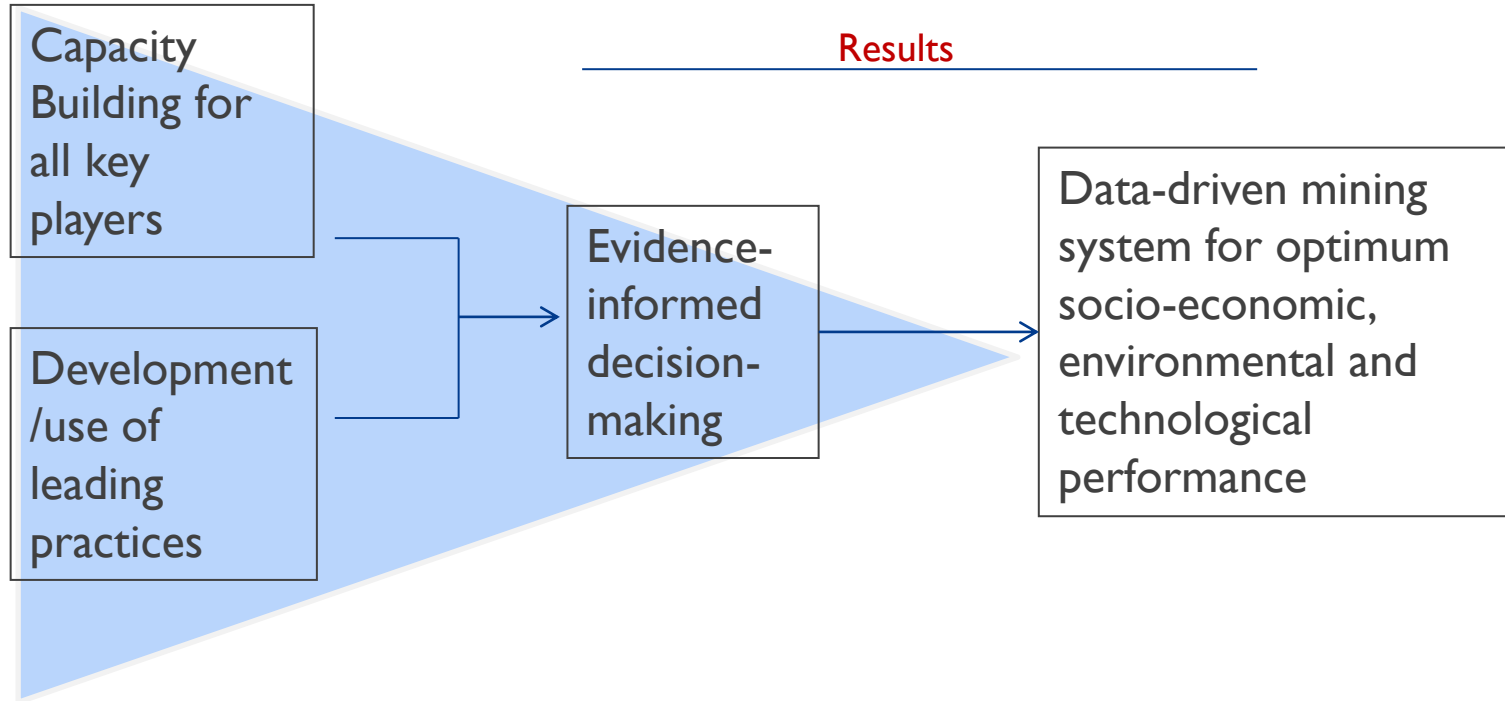 Capacity
Building for
all key
players
Results
Development
/use of
leading
practices
Evidence-
informed
decision-
making
Data-driven mining
system for optimum
socio-economic,
environmental and
technological
performance